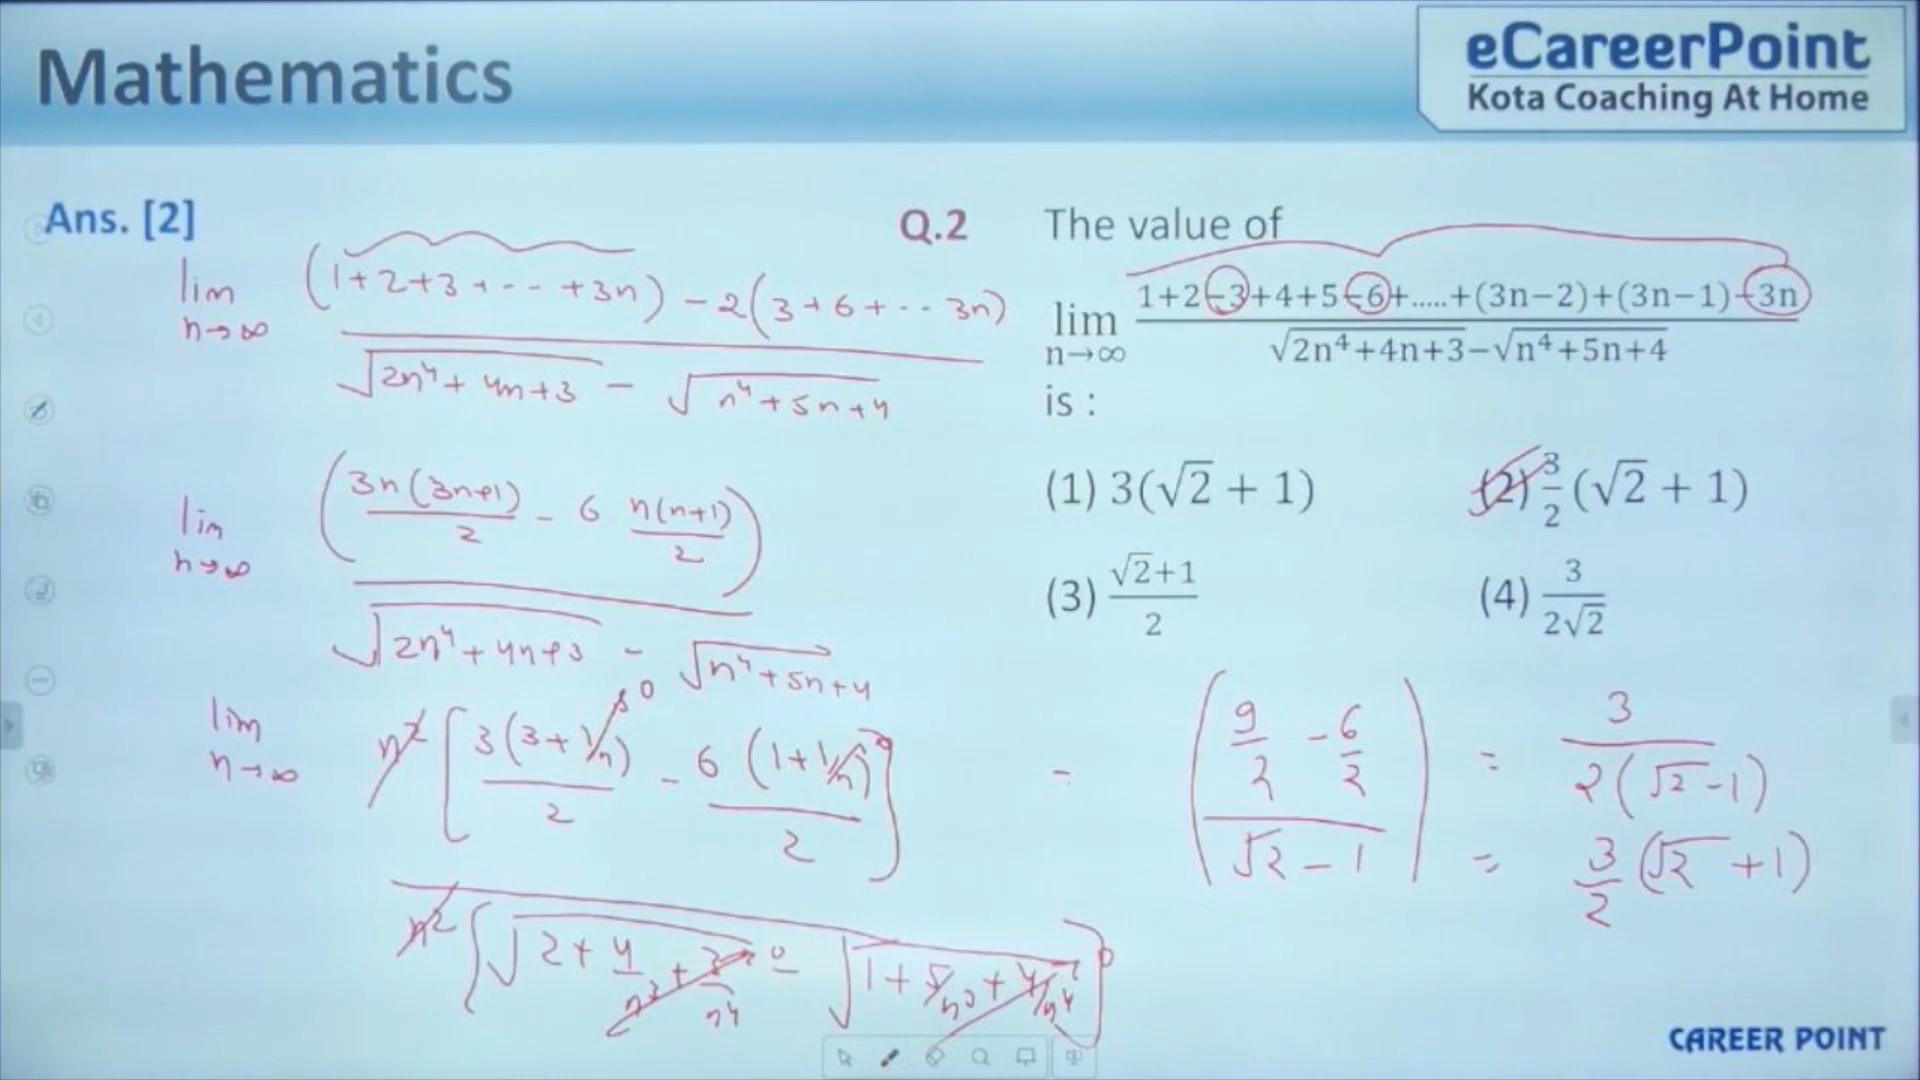 Mathematics
eCareerPoint
Kota Coaching At Home
Ans. [2]
lim n→∞ (1+2+3+--+3n) -2(3+6+.. 3n)
√2n⁴+4n+3 - √n⁴+5n+4
lim n→∞ (3n(3n+1)/2 - 6 n(n+1)/2)
√2n⁴+4n+3 - √n⁴+5n+4
lim n→∞ n² [3(3+1/n)/2 - 6(1+1/n)/2]
n² [√2+4/n³+3/n⁴ - √1+5/n³+4/n⁴]
Q.2 The value of
lim n→∞ 1+2−3+4+5−6+.....+(3n−2)+(3n−1)−3n
√2n⁴+4n+3−√n⁴+5n+4
is :
(1) 3(√2 + 1) (2) 3/2 (√2 + 1)
(3) √2+1/2 (4) 3/2√2
= (9/2 - 6/2 / √2 - 1) = 3/2(√2-1)
= 3/2 (√2 +1)
CAREER POINT